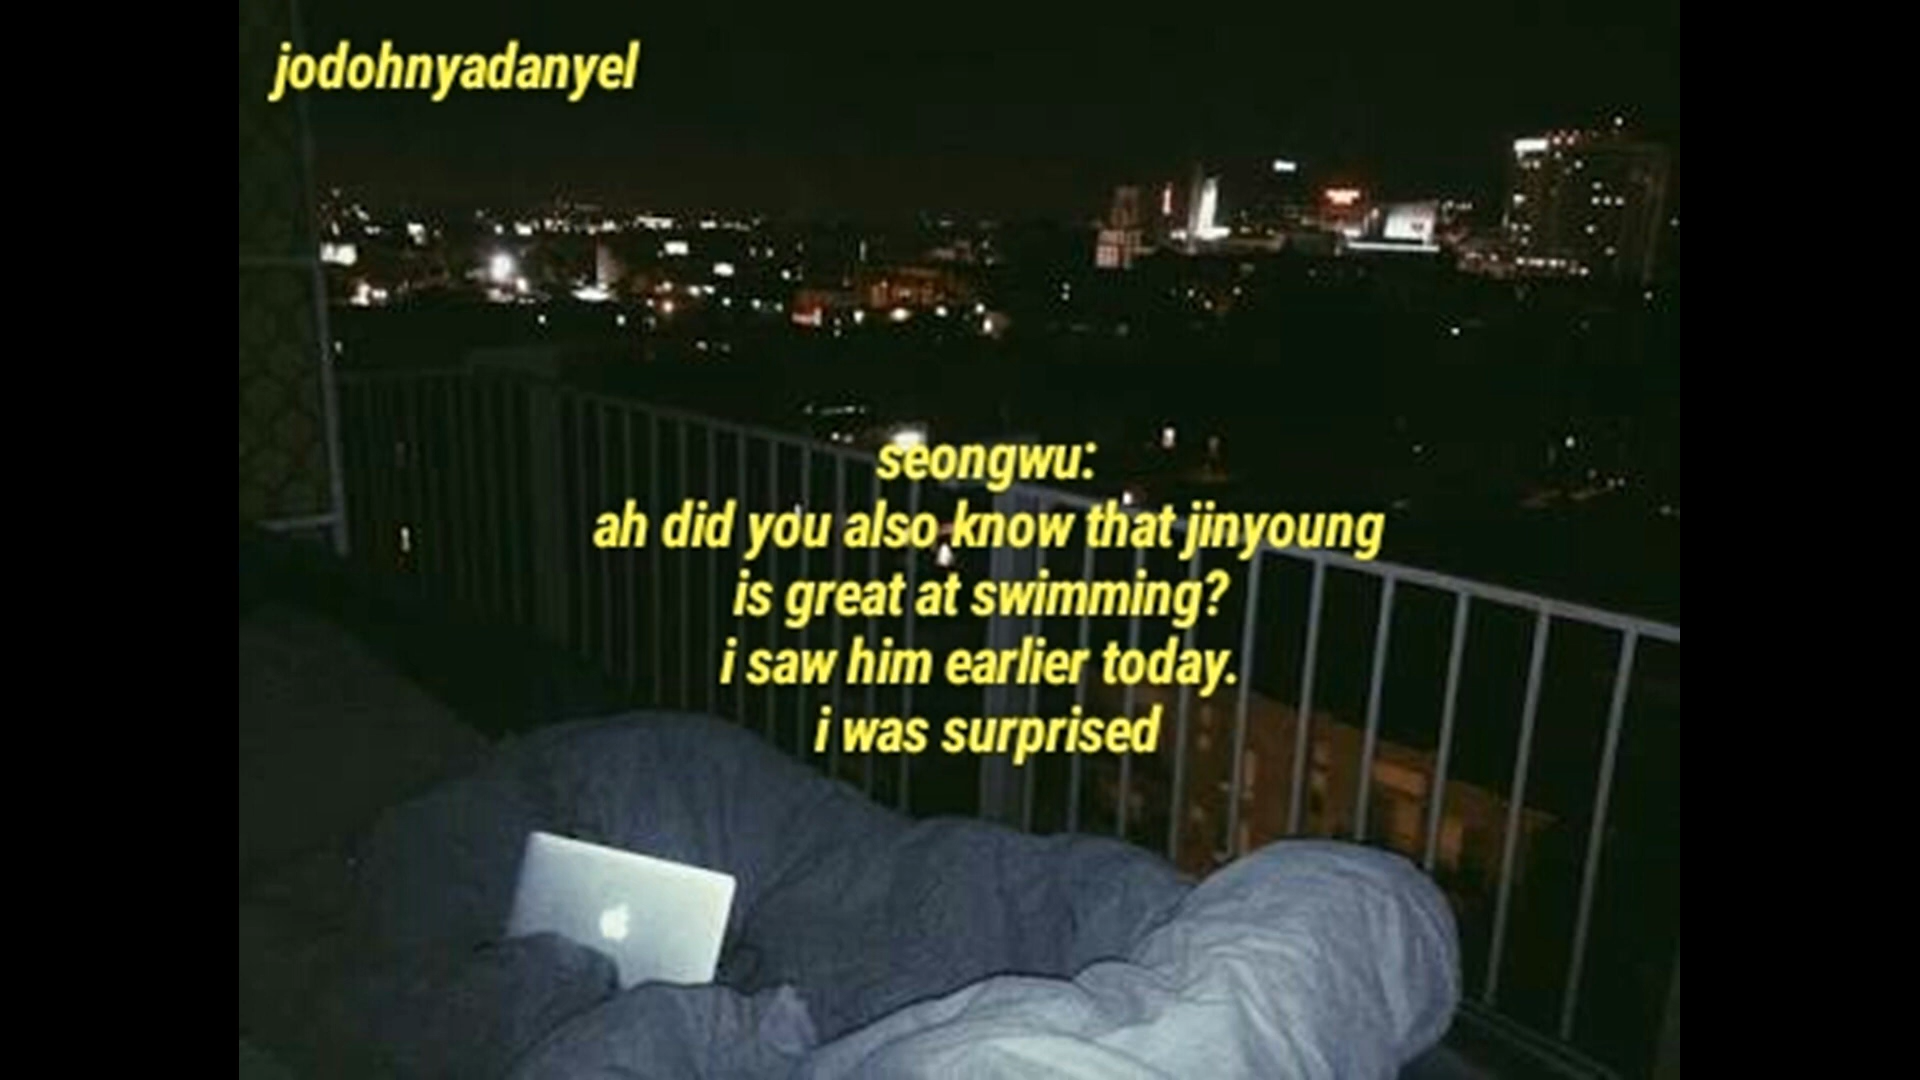 jodohnyadanyel
seongwu:
ah did you also know that jinyoung
is great at swimming?
i saw him earlier today.
i was surprised